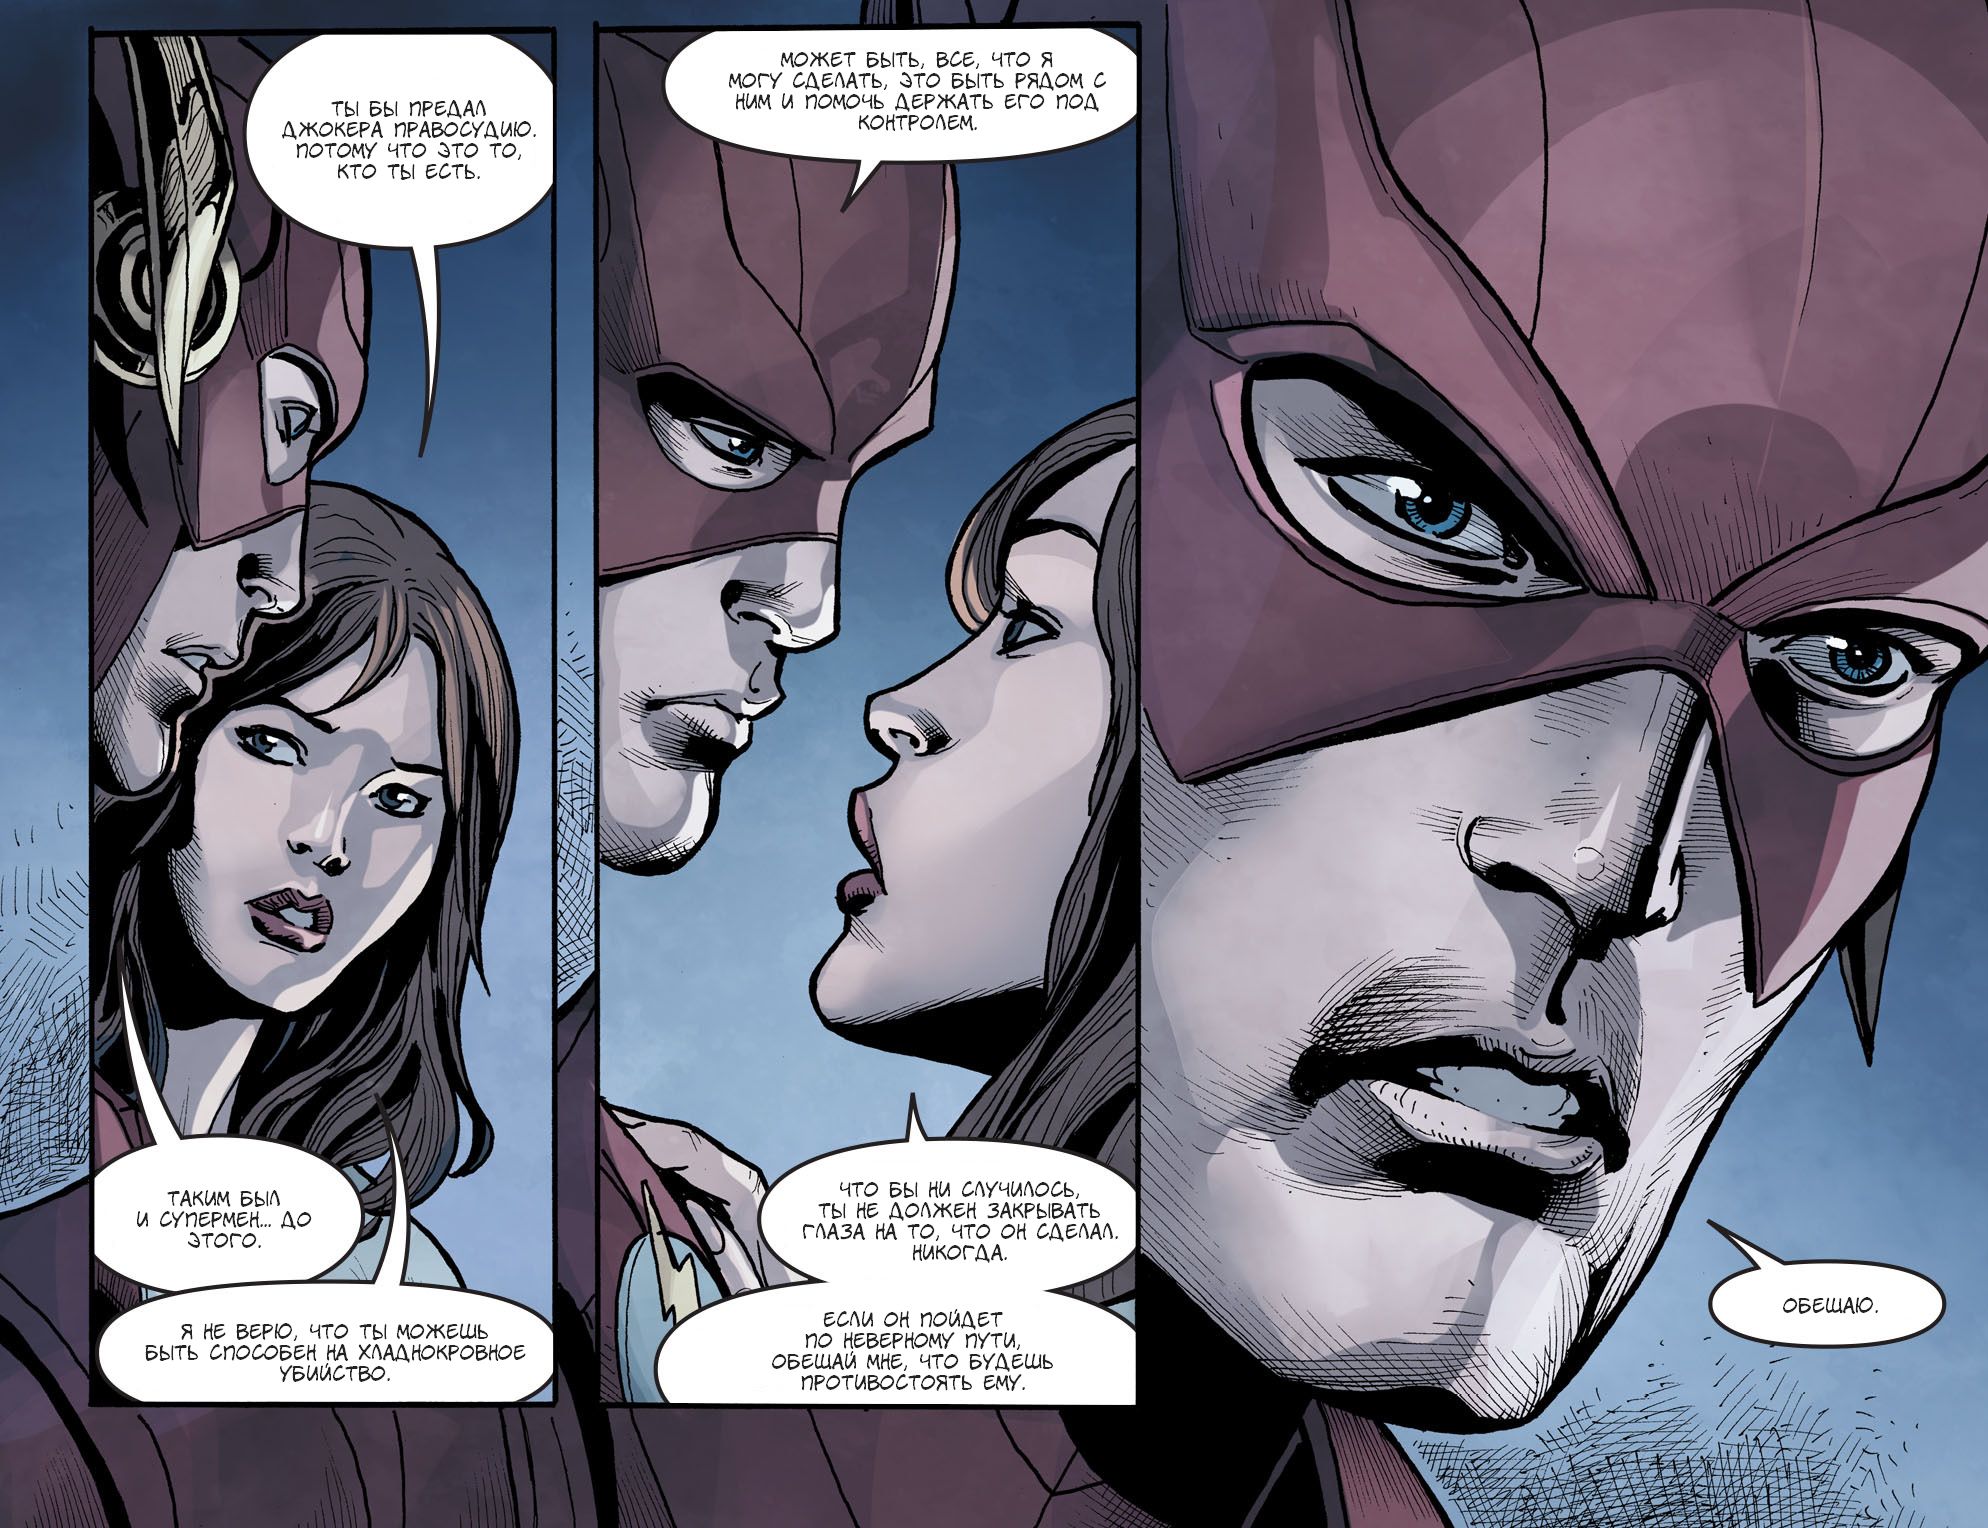 ТЫ БЫ ПРЕДАЛ
ДЖОКЕРА ПРАВОСУДИЮ.
ПОТОМУ ЧТО ЭТО ТО,
КТО ТЫ ЕСТЬ.
ТАКИМ БЫЛ
И СУПЕРМЕН... ДО
ЭТОГО.
Я НЕ ВЕРЮ, ЧТО ТЫ МОЖЕШЬ
БЫТЬ СПОСОБЕН НА ХЛАДНОКРОВНОЕ
УБИЙСТВО.
МОЖЕТ БЫТЬ, ВСЕ, ЧТО Я
МОГУ СДЕЛАТЬ, ЭТО БЫТЬ РЯДОМ С
НИМ И ПОМОЧЬ ДЕРЖАТЬ ЕГО ПОД
КОНТРОЛЕМ.
ЧТО БЫ НИ СЛУЧИЛОСЬ,
ТЫ НЕ ДОЛЖЕН ЗАКРЫВАТЬ
ГЛАЗА НА ТО, ЧТО ОН СДЕЛАЛ.
НИКОГДА.
ЕСЛИ ОН ПОЙДЕТ
ПО НЕВЕРНОМУ ПУТИ,
ОБЕЩАЙ МНЕ, ЧТО БУДЕШЬ
ПРОТИВОСТОЯТЬ ЕМУ.
ОБЕЩАЮ.